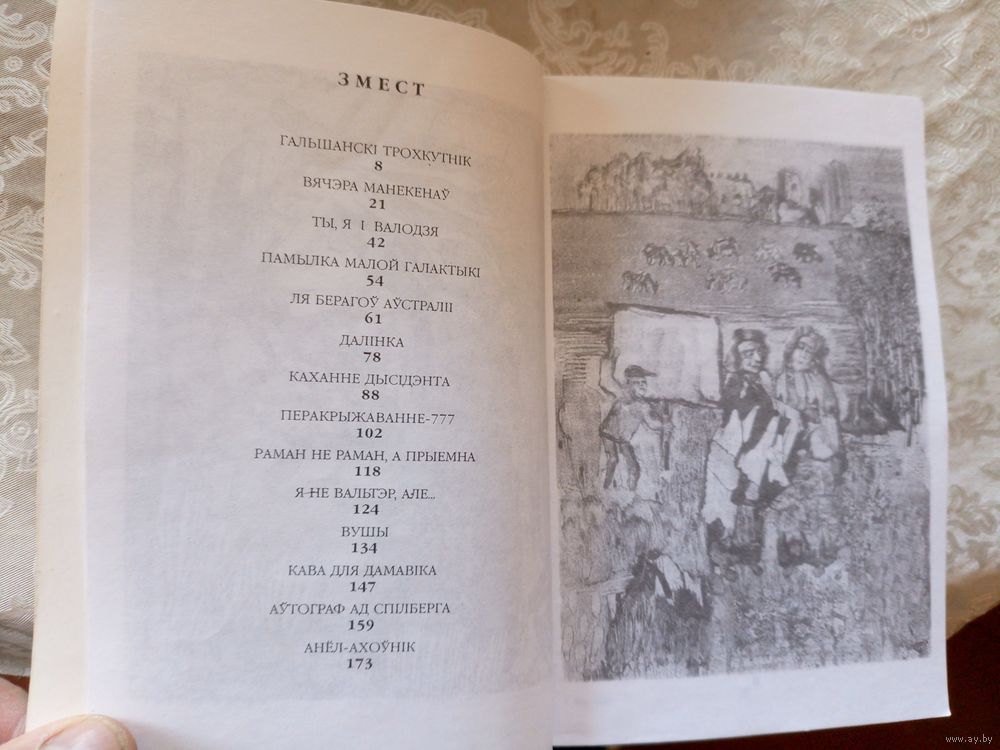 ЗМЕСТ
ГАЛЬШАНСКІ ТРОХКУТНІК
8
ВЯЧЭРА МАНЕКЕНАЎ
21
ТЫ, Я І ВАЛОДЗЯ
42
ПАМЫЛКА МАЛОЙ ГАЛАКТЫКІ
54
ЛЯ БЕРАГОЎ АЎСТРАЛІІ
61
ДАЛІНКА
78
КАХАННЕ ДЫСІДЭНТА
88
ПЕРАКРЫЖАВАННЕ-777
102
РАМАН НЕ РАМАН, А ПРЫЕМНА
118
Я НЕ ВАЛЬТЭР, АЛЕ...
124
ВУШЫ
134
КАВА ДЛЯ ДАМАВІКА
147
АЎТОГРАФ АД СПІЛБЕРГА
159
АНЁЛ-АХОЎНІК
173
www.ay.by